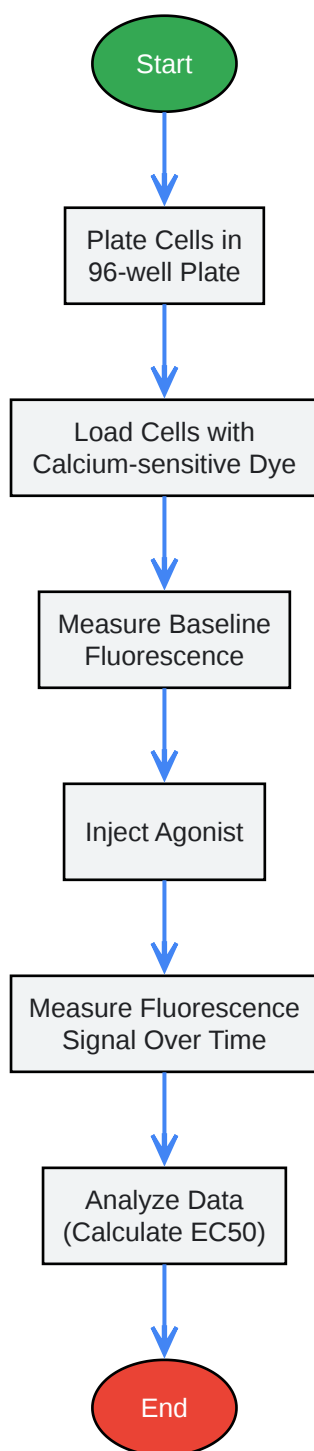 Start
Plate Cells in
96-well Plate
Load Cells with
Calcium-sensitive Dye
Measure Baseline
Fluorescence
Inject Agonist
Measure Fluorescence
Signal Over Time
Analyze Data
(Calculate EC50)
End